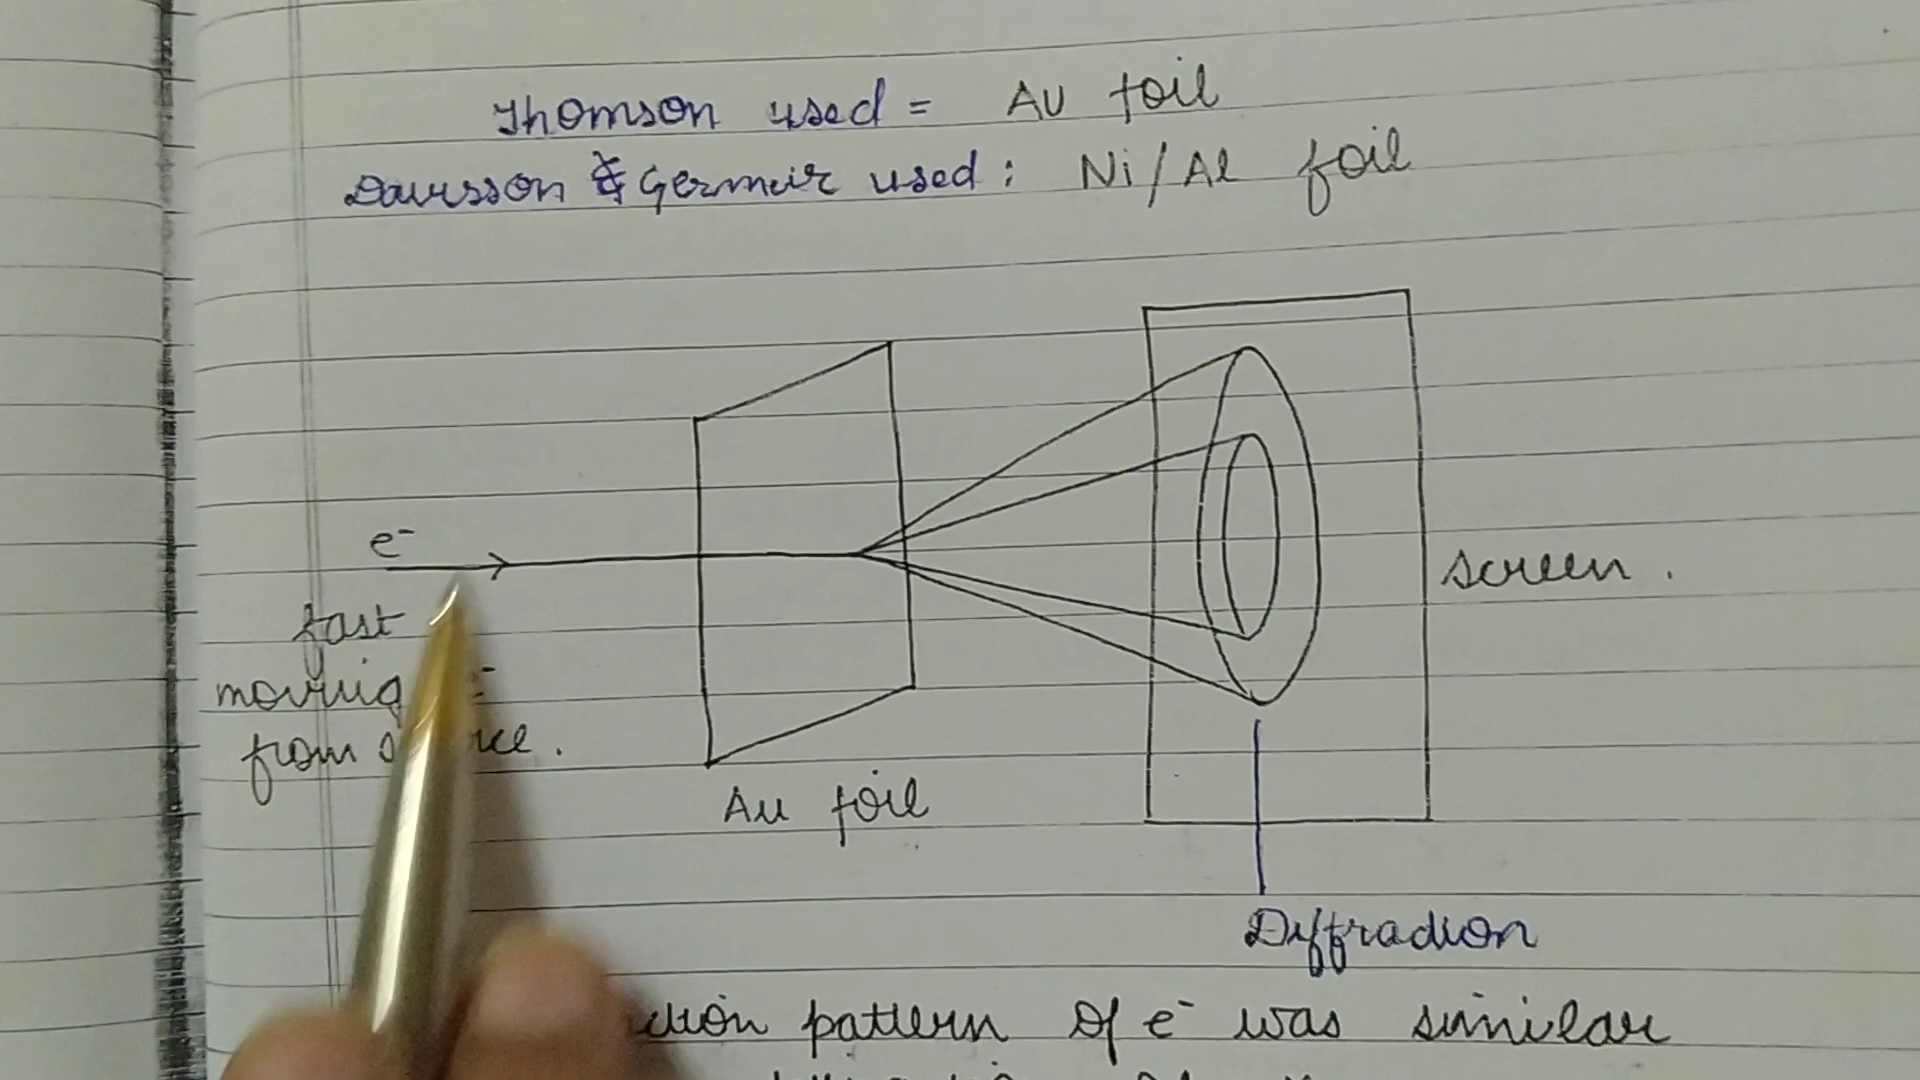 Thomson used = Au foil
Davisson & Germeir used : Ni/Al foil
e⁻
fast
moving
from
Au foil
screen.
Diffraction
pattern of e⁻ was similar